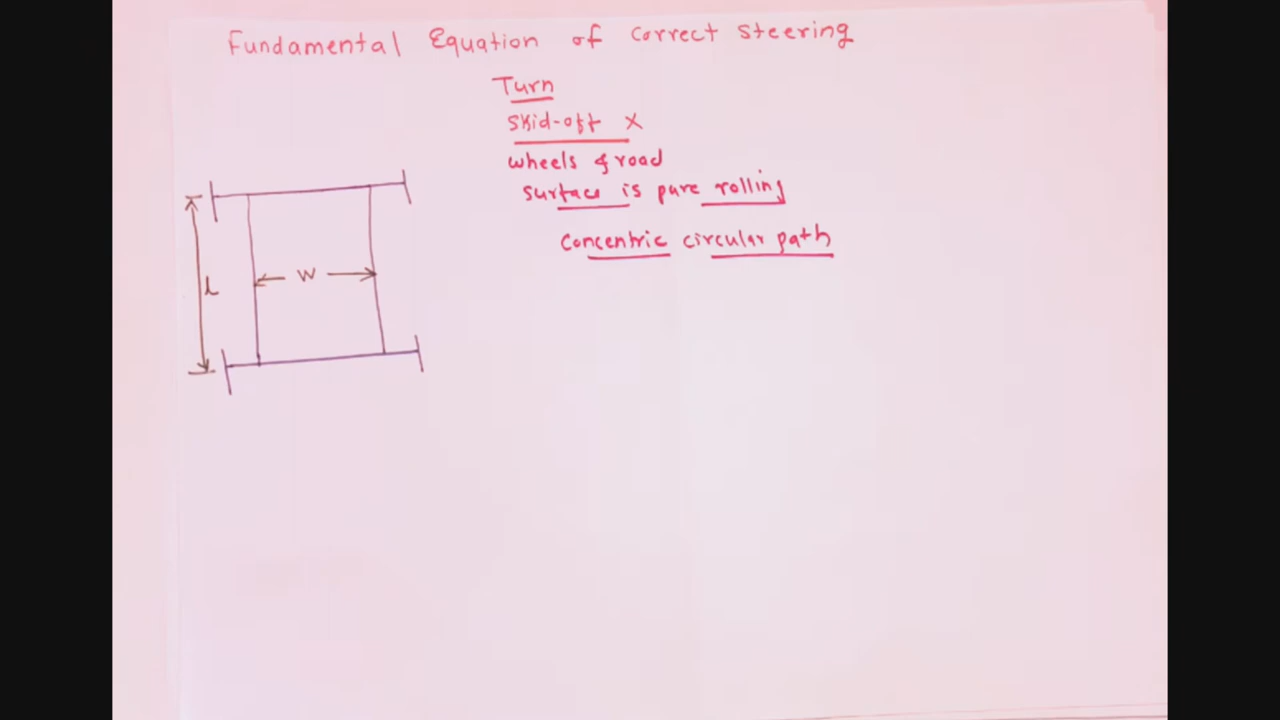 Fundamental Equation of correct steering
Turn
skid-off ×
wheels & road
surface is pure rolling
concentric circular path
L
W